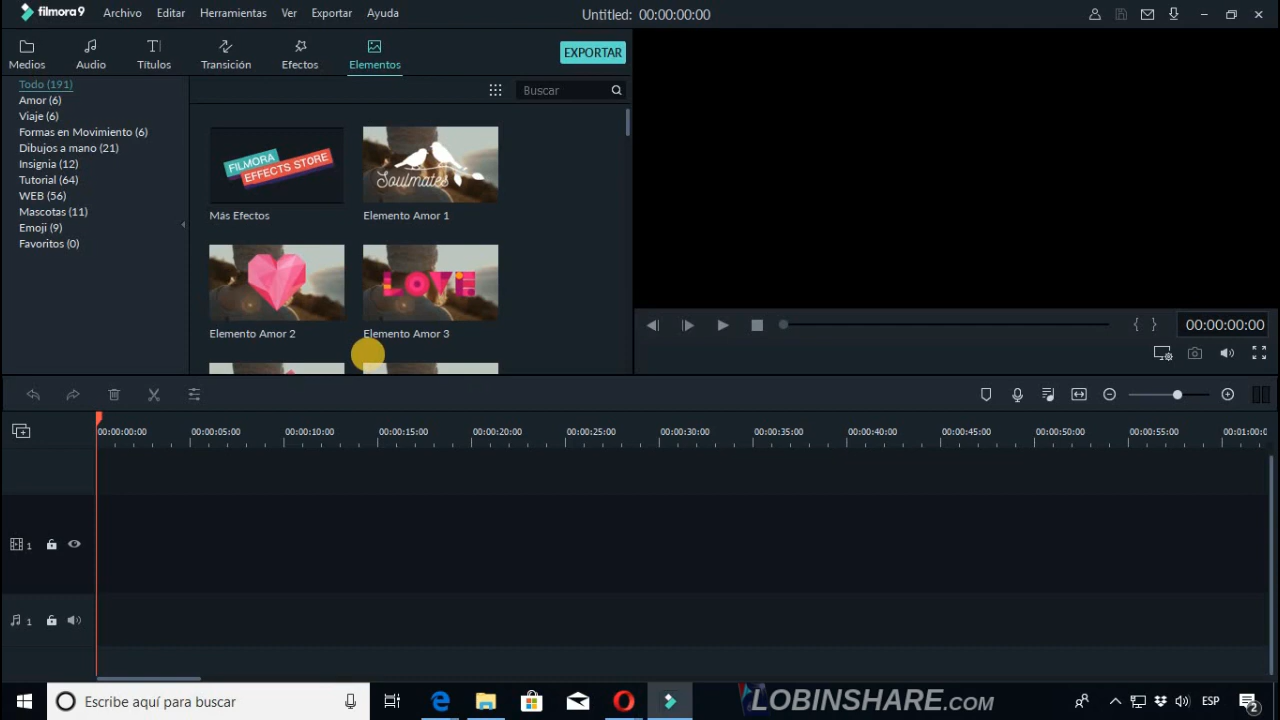 filmora9 Archivo Editar Herramientas Ver Exportar Ayuda Untitled: 00:00:00:00
Medios Audio Títulos Transición Efectos Elementos EXPORTAR
Todo (191)
Amor (6)
Viaje (6)
Formas en Movimiento (6)
Dibujos a mano (21)
Insignia (12)
Tutorial (64)
WEB (56)
Mascotas (11)
Emoji (9)
Favoritos (0)
Buscar
FILMORA
EFFECTS STORE
Soulmates
Más Efectos Elemento Amor 1
LOVE
Elemento Amor 2 Elemento Amor 3
{ } 00:00:00:00
00:00:00:00 00:00:05:00 00:00:10:00 00:00:15:00 00:00:20:00 00:00:25:00 00:00:30:00 00:00:35:00 00:00:40:00 00:00:45:00 00:00:50:00 00:00:55:00 00:01:00:0
1
1
Escribe aquí para buscar LOBINSHARE.COM ESP 2